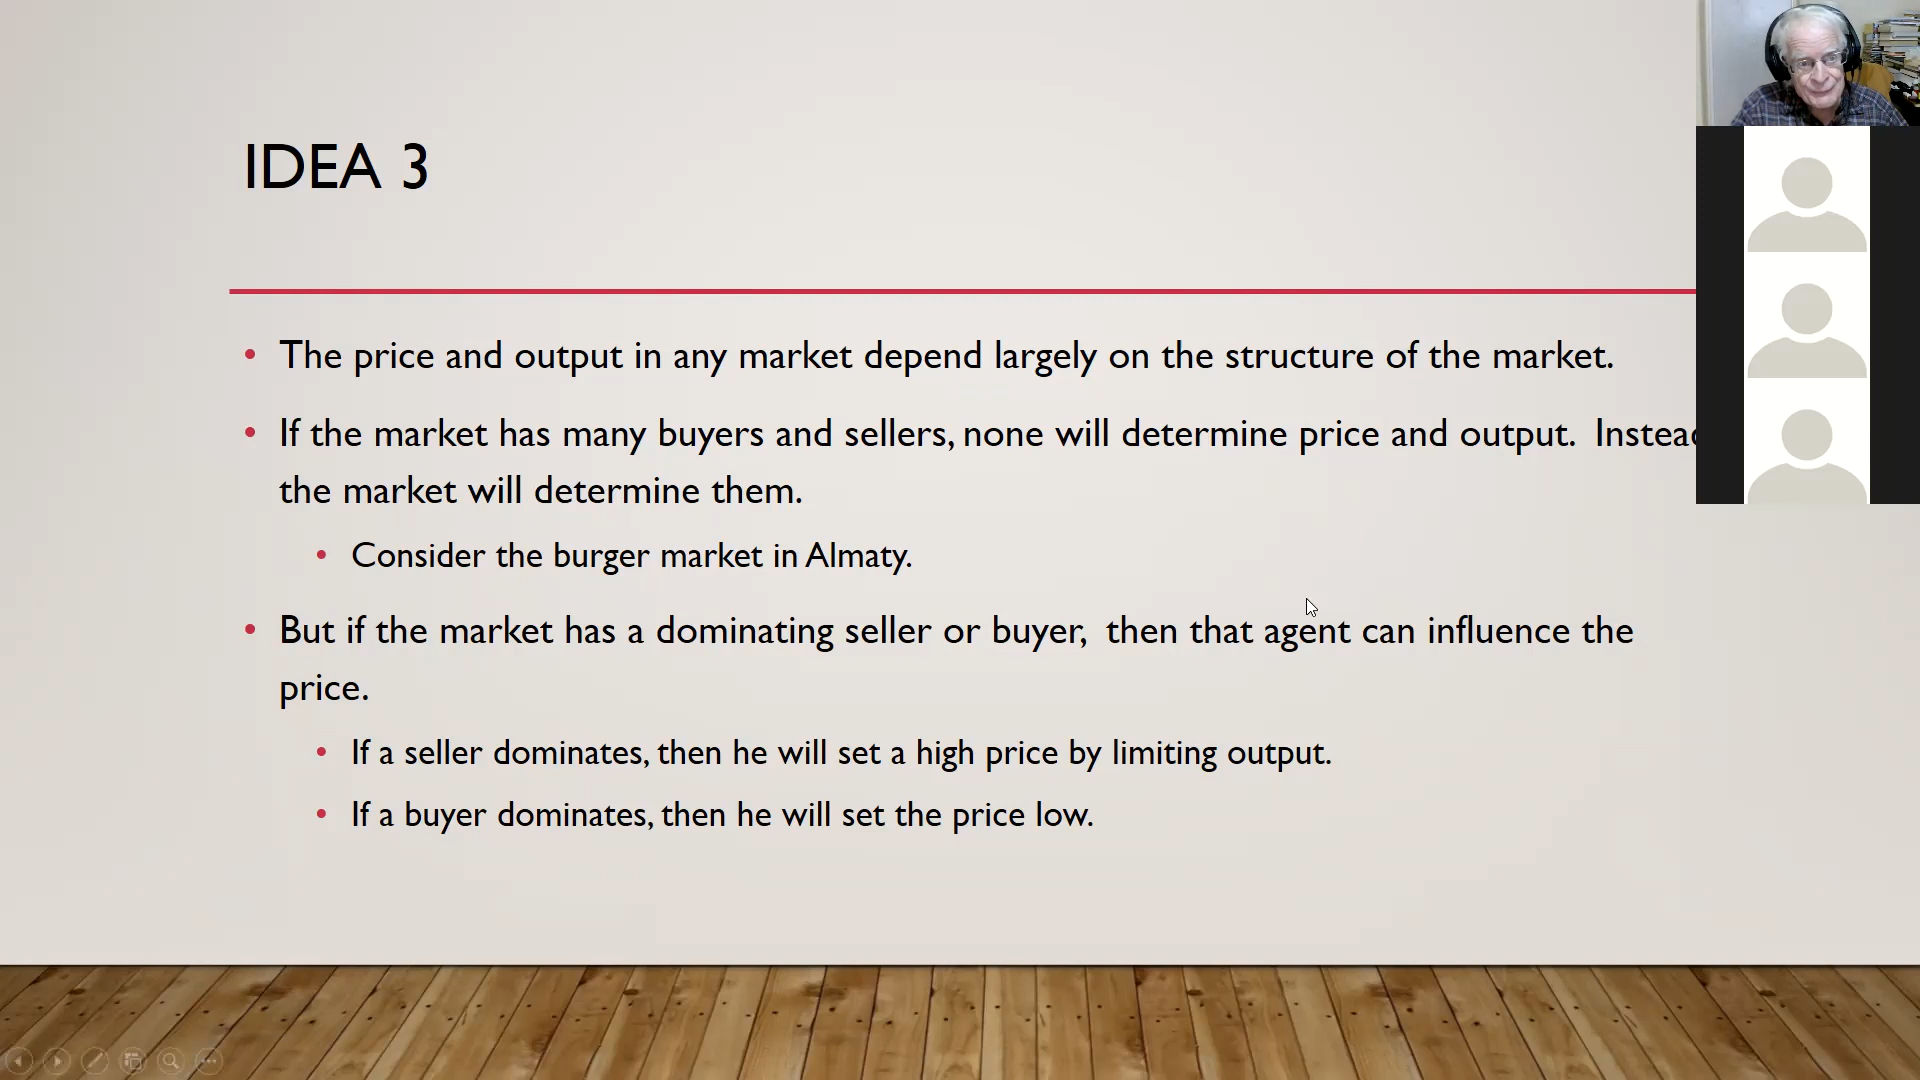 IDEA 3
• The price and output in any market depend largely on the structure of the market.
• If the market has many buyers and sellers, none will determine price and output. Instead
the market will determine them.
• Consider the burger market in Almaty.
• But if the market has a dominating seller or buyer, then that agent can influence the
price.
• If a seller dominates, then he will set a high price by limiting output.
• If a buyer dominates, then he will set the price low.